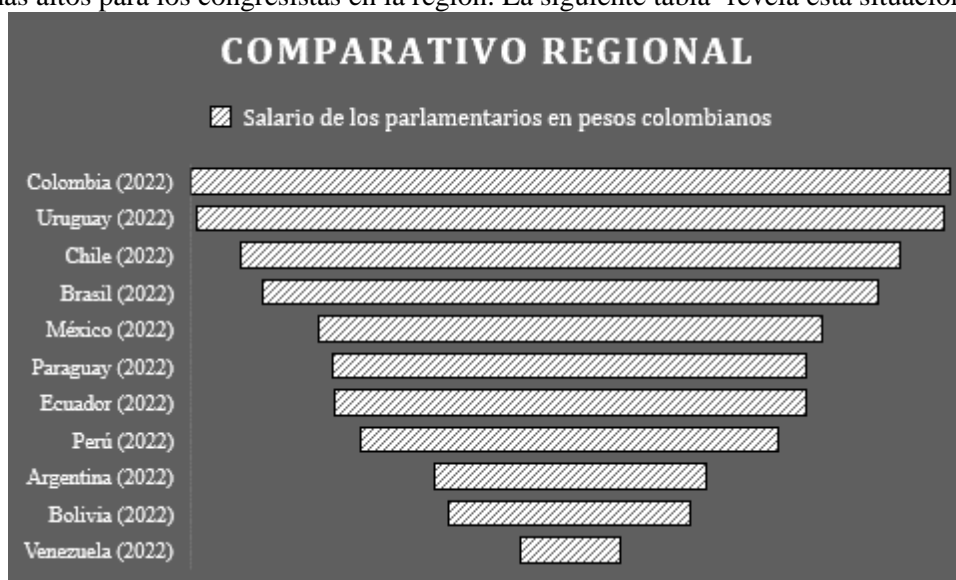 más altos para los congresistas en la región. La siguiente tabla revela esta situación
COMPARATIVO REGIONAL
Salario de los parlamentarios en pesos colombianos
Colombia (2022)
Uruguay (2022)
Chile (2022)
Brasil (2022)
México (2022)
Paraguay (2022)
Ecuador (2022)
Perú (2022)
Argentina (2022)
Bolivia (2022)
Venezuela (2022)